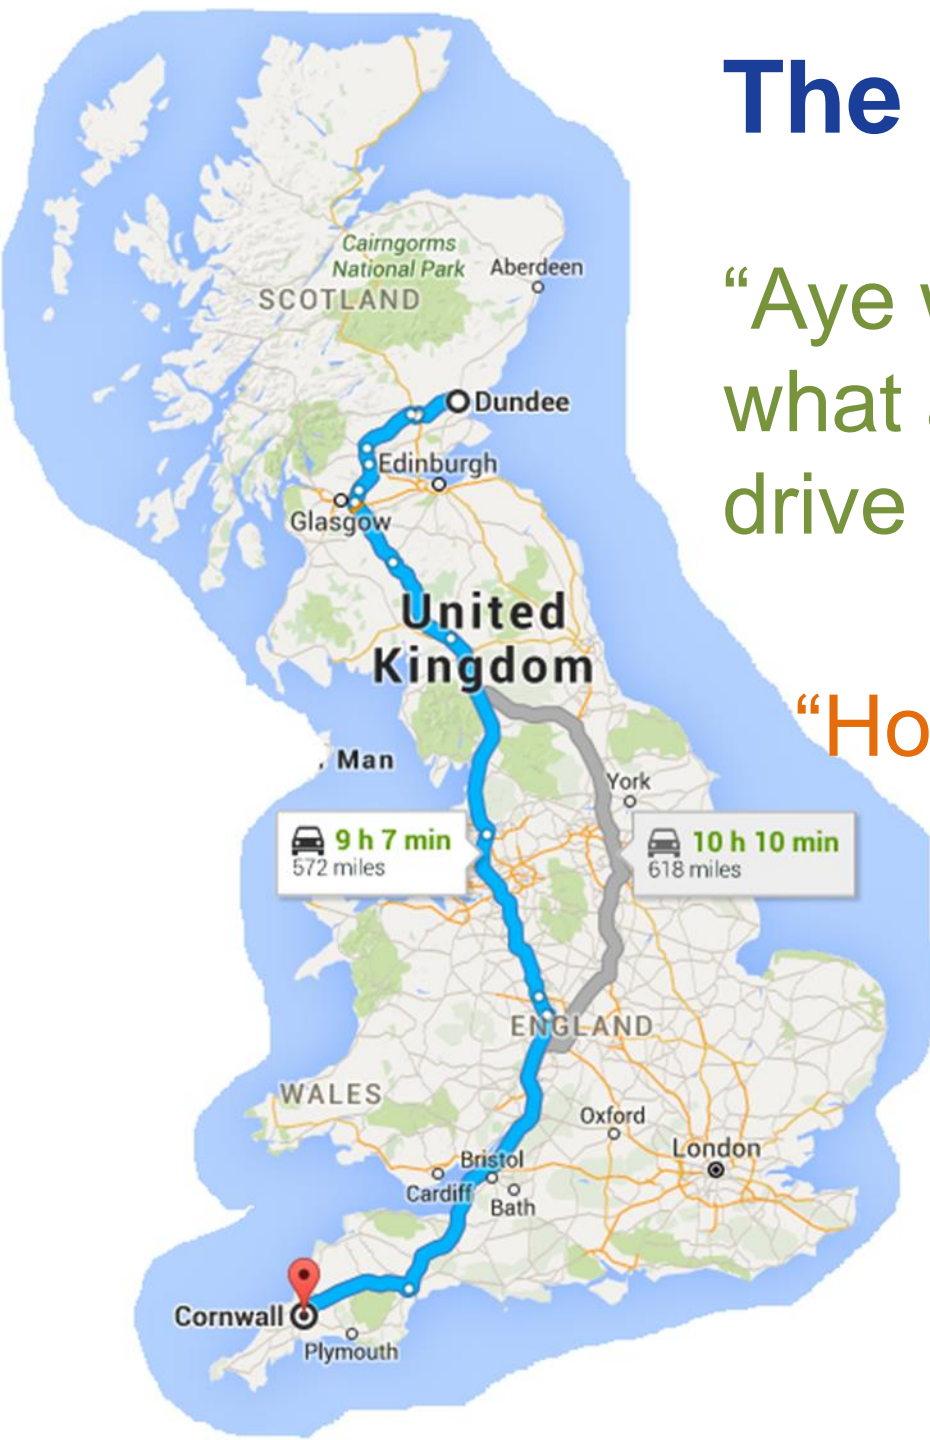 The
“Aye
what
drive
“Ho
Cairngorms
National Park
Aberdeen
SCOTLAND
Dundee
Edinburgh
Glasgow
United
Kingdom
Man
York
9 h 7 min
572 miles
10 h 10 min
618 miles
ENGLAND
WALES
Oxford
London
Bristol
Cardiff
Bath
Cornwall
Plymouth